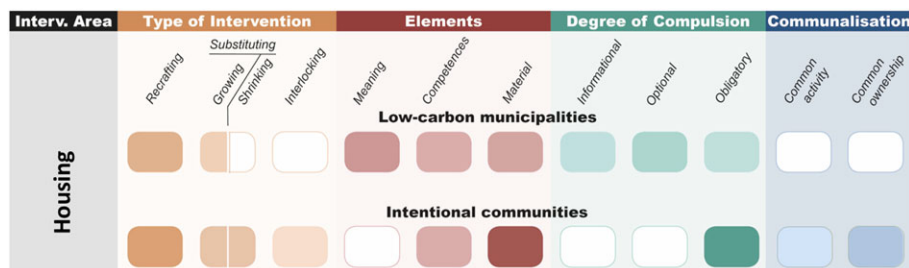 Interv. Area Type of Intervention Elements Degree of Compulsion Communalisation
Substituting
Recrafting
Growing
Shrinking
Interlocking
Meaning
Competences
Material
Informational
Optional
Obligatory
Common activity
Common ownership
Low-carbon municipalities
Housing
Intentional communities